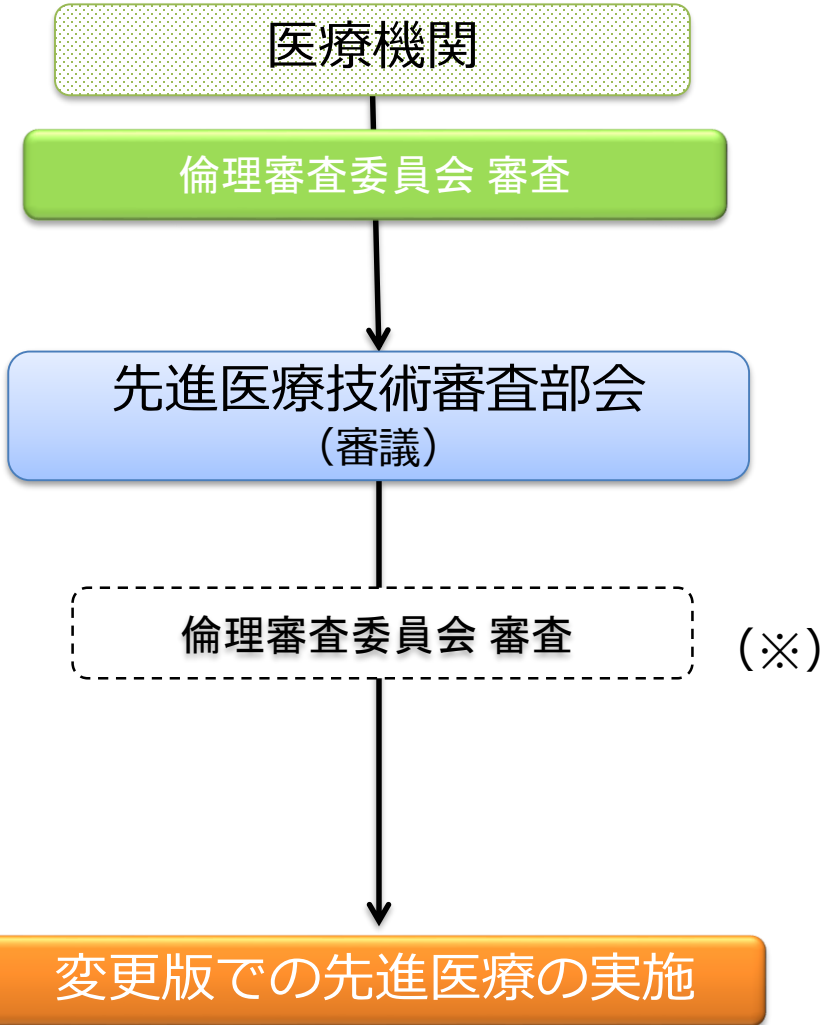 医療機関
倫理審査委員会 審査
先進医療技術審査部会
（審議）
倫理審査委員会 審査
（※）
変更版での先進医療の実施